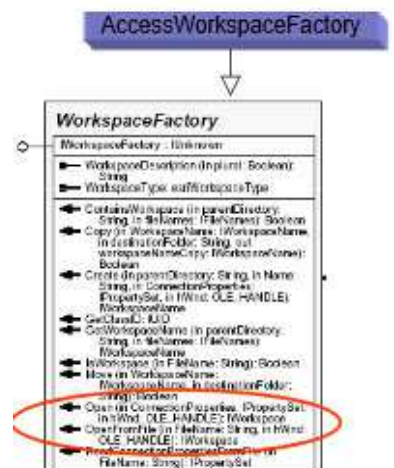 AccessWorkspaceFactory
WorkspaceFactory
IWorkspaceFactory : IUnknown
WorkspaceDescription (in plural: Boolean):
String
WorkspaceType: esriWorkspaceType
ContainsWorkspace (in parentDirectory:
String, in fileNames: IFileNames): Boolean
Copy (in WorkspaceName: IWorkspaceName,
in destinationFolder: String, out
workspaceNameCopy: IWorkspaceName):
Boolean
Create (in parentDirectory: String, in Name:
String, in ConnectionProperties:
IPropertySet, in hWnd: OLE_HANDLE):
IWorkspaceName
GetClassID: IUID
GetWorkspaceName (in parentDirectory:
String, in fileNames: IFileNames):
IWorkspaceName
IsWorkspace (in FileName: String): Boolean
Move (in WorkspaceName:
IWorkspaceName, in destinationFolder:
String): Boolean
Open (in ConnectionProperties: IPropertySet,
in hWnd: OLE_HANDLE): IWorkspace
OpenFromFile (in FileName: String, in hWnd:
OLE_HANDLE): IWorkspace
ReadConnectionPropertiesFromFile (in
FileName: String): IPropertySet